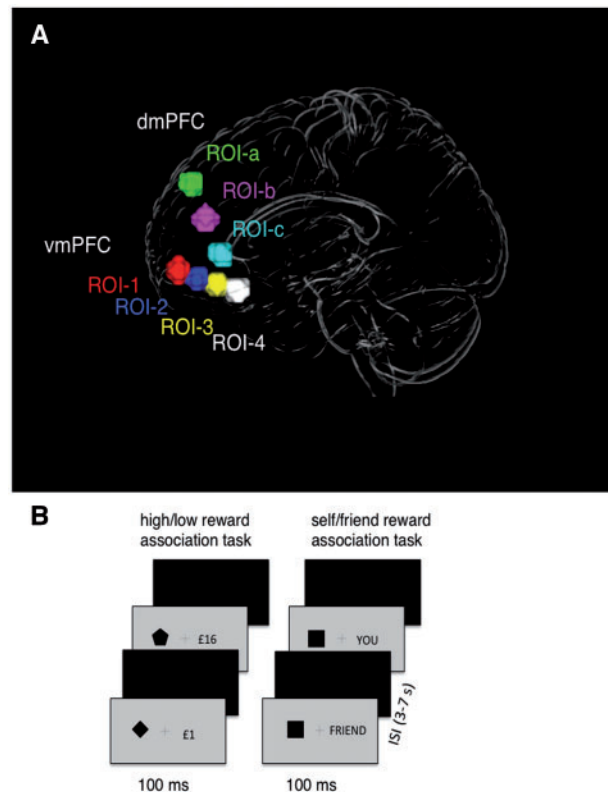 A
dmPFC
ROI-a
ROI-b
vmPFC
ROI-c
ROI-1
ROI-2
ROI-3
ROI-4
B
high/low reward
association task
self/friend reward
association task
£16
YOU
£1
FRIEND
ISI (3-7 s)
100 ms
100 ms